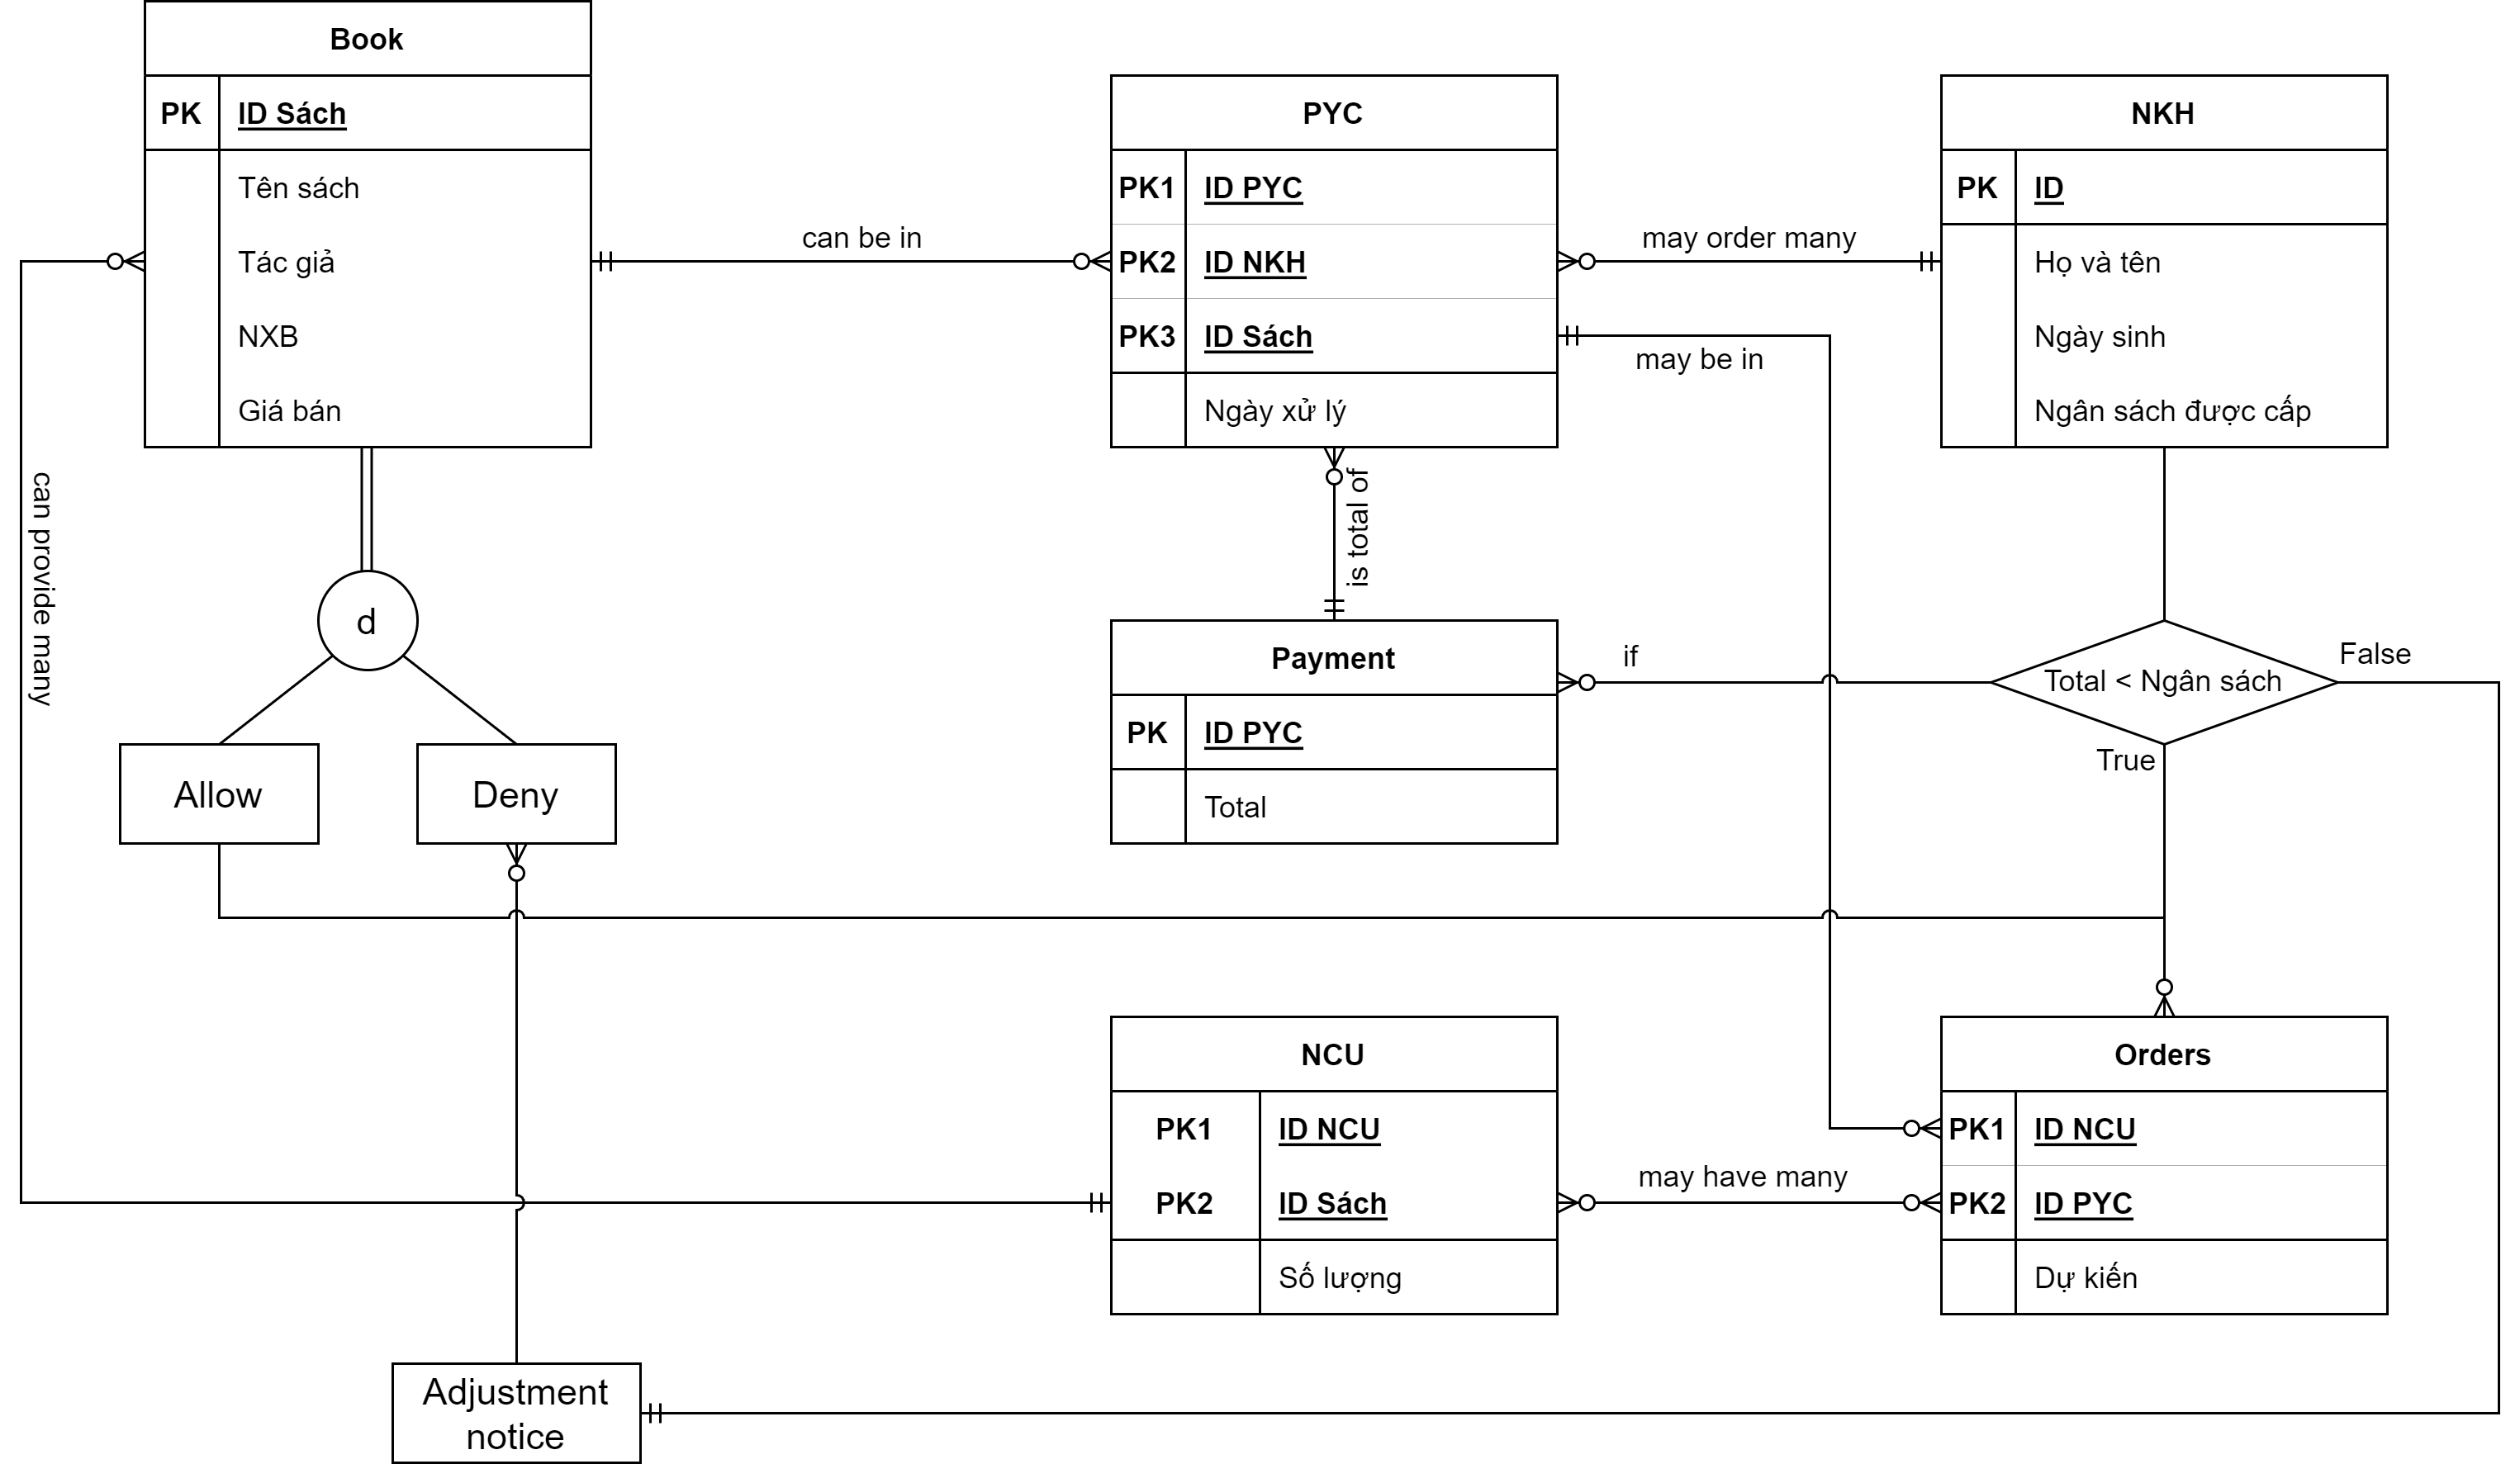 Book
PK ID Sách
Tên sách
Tác giả
NXB
Giá bán
PYC
PK1 ID PYC
PK2 ID NKH
PK3 ID Sách
Ngày xử lý
NKH
PK ID
Họ và tên
Ngày sinh
Ngân sách được cấp
can be in
may order many
may be in
can provide many
is total of
d
Allow
Deny
Payment
PK ID PYC
Total
if
Total < Ngân sách
False
True
NCU
PK1 ID NCU
PK2 ID Sách
Số lượng
may have many
Orders
PK1 ID NCU
PK2 ID PYC
Dự kiến
Adjustment
notice